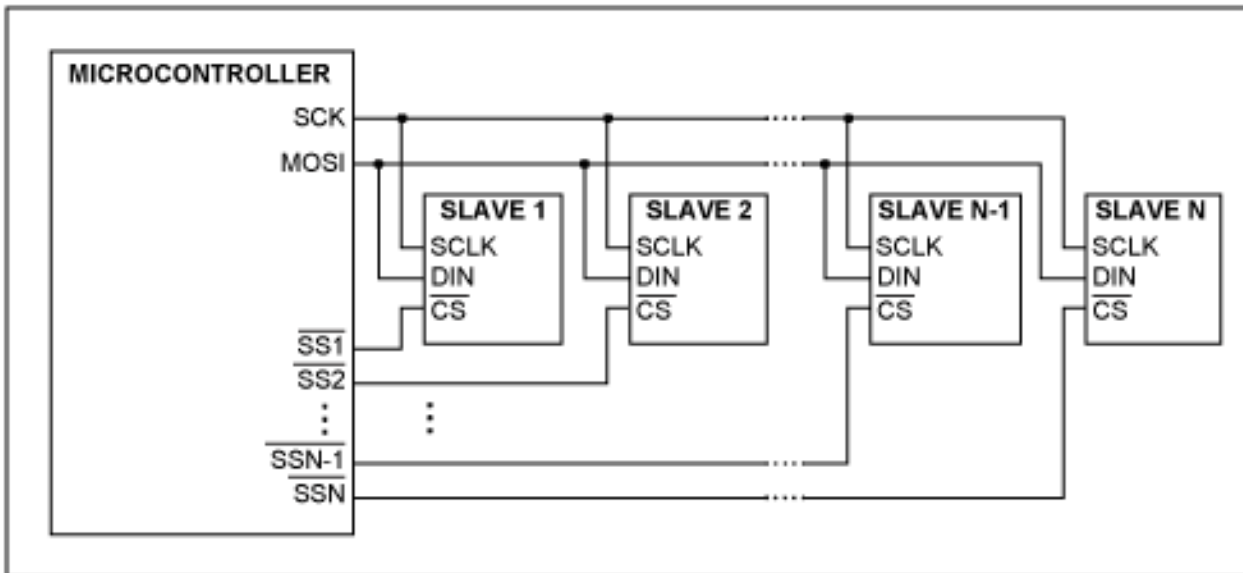 MICROCONTROLLER
SCK
MOSI
SLAVE 1
SCLK
DIN
CS
SLAVE 2
SCLK
DIN
CS
SLAVE N-1
SCLK
DIN
CS
SLAVE N
SCLK
DIN
CS
SS1
SS2
SSN-1
SSN